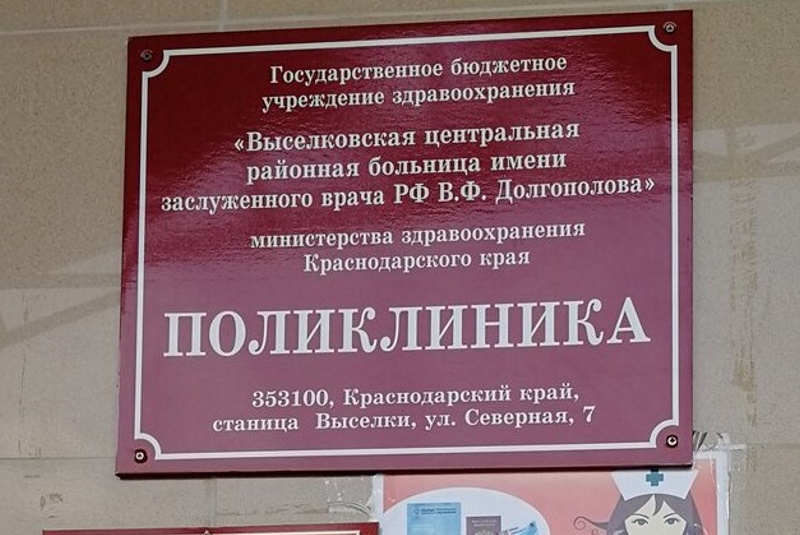 Государственное бюджетное
учреждение здравоохранения
«Выселковская центральная
районная больница имени
заслуженного врача РФ В.Ф. Долгополова»
министерства здравоохранения
Краснодарского края
ПОЛИКЛИНИКА
353100, Краснодарский край,
станица Выселки, ул. Северная, 7